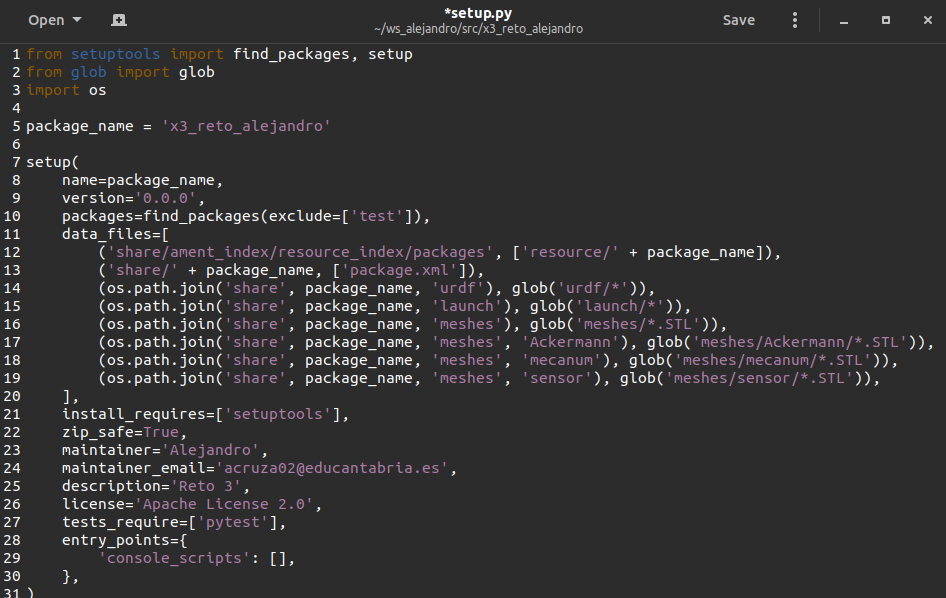 Open
*setup.py
~/ws_alejandro/src/x3_reto_alejandro
Save
1 from setuptools import find_packages, setup
2 from glob import glob
3 import os
4
5 package_name = 'x3_reto_alejandro'
6
7 setup(
8     name=package_name,
9     version='0.0.0',
10     packages=find_packages(exclude=['test']),
11     data_files=[
12         ('share/ament_index/resource_index/packages', ['resource/' + package_name]),
13         ('share/' + package_name, ['package.xml']),
14         (os.path.join('share', package_name, 'urdf'), glob('urdf/*')),
15         (os.path.join('share', package_name, 'launch'), glob('launch/*')),
16         (os.path.join('share', package_name, 'meshes'), glob('meshes/*.STL')),
17         (os.path.join('share', package_name, 'meshes', 'Ackermann'), glob('meshes/Ackermann/*.STL')),
18         (os.path.join('share', package_name, 'meshes', 'mecanum'), glob('meshes/mecanum/*.STL')),
19         (os.path.join('share', package_name, 'meshes', 'sensor'), glob('meshes/sensor/*.STL')),
20     ],
21     install_requires=['setuptools'],
22     zip_safe=True,
23     maintainer='Alejandro',
24     maintainer_email='acruza02@educantabria.es',
25     description='Reto 3',
26     license='Apache License 2.0',
27     tests_require=['pytest'],
28     entry_points={
29         'console_scripts': [],
30     },
31 )